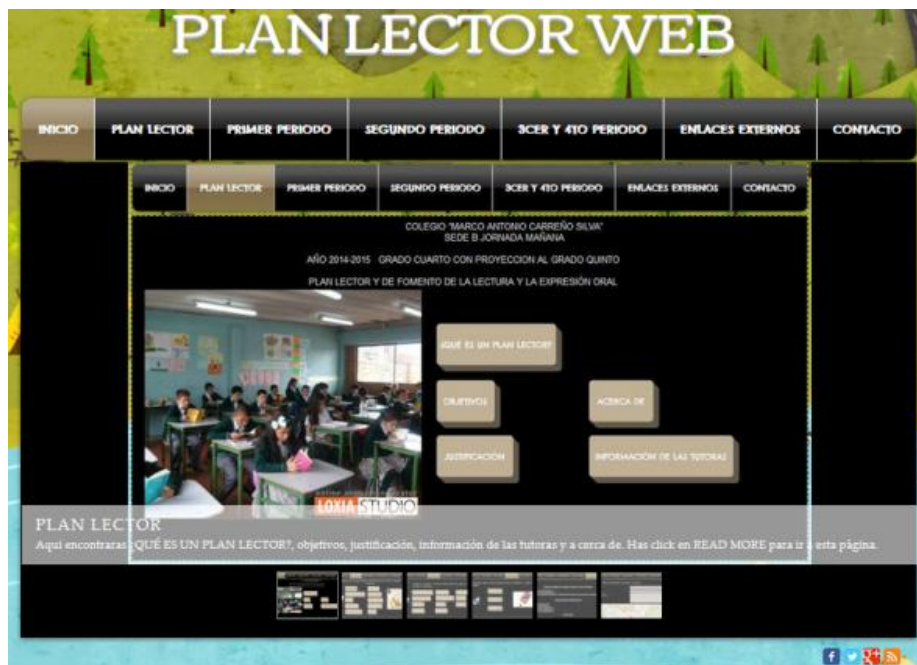 PLAN LECTOR WEB
INICIO PLAN LECTOR PRIMER PERIODO SEGUNDO PERIODO 3CER Y 4TO PERIODO ENLACES EXTERNOS CONTACTO
INICIO PLAN LECTOR PRIMER PERIODO SEGUNDO PERIODO 3CER Y 4TO PERIODO ENLACES EXTERNOS CONTACTO
COLEGIO "MARCO ANTONIO CARREÑO SILVA"
SEDE B JORNADA MAÑANA
AÑO 2014-2015 GRADO CUARTO CON PROYECCION AL GRADO QUINTO
PLAN LECTOR Y DE FOMENTO DE LA LECTURA Y LA EXPRESIÓN ORAL
¿QUÉ ES UN PLAN LECTOR?
OBJETIVOS ACERCA DE
JUSTIFICACIÓN INFORMACIÓN DE LAS TUTORAS
LOXIA STUDIO
PLAN LECTOR
Aqui encontraras ¿QUÉ ES UN PLAN LECTOR?, objetivos, justificación, información de las tutoras y a cerca de. Has click en READ MORE para ir a esta página.